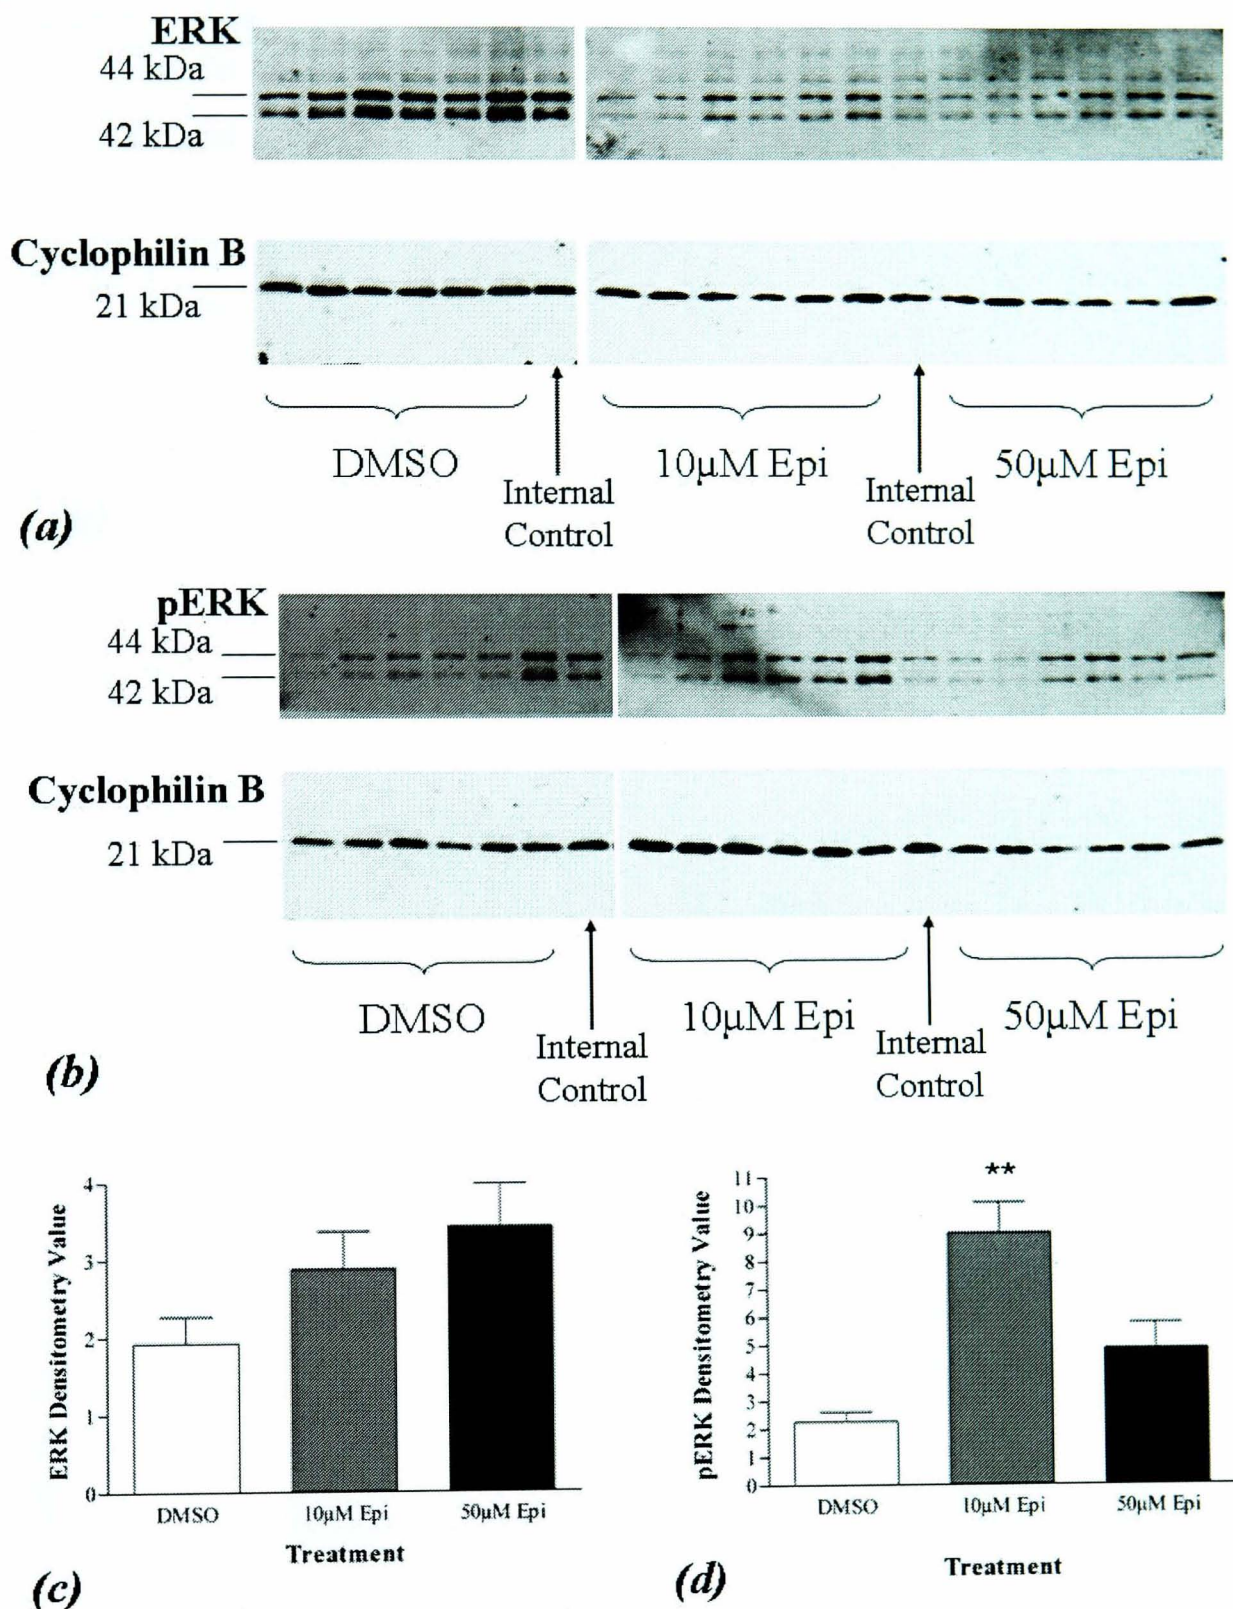 ERK
44 kDa
42 kDa
Cyclophilin B
21 kDa
DMSO
10µM Epi
50µM Epi
Internal
Control
Internal
Control
(a)
pERK
44 kDa
42 kDa
Cyclophilin B
21 kDa
DMSO
10µM Epi
50µM Epi
Internal
Control
Internal
Control
(b)
ERK Densitometry Value
4
3
2
1
0
DMSO
10µM Epi
50µM Epi
Treatment
(c)
pERK Densitometry Value
**
11
10
9
8
7
6
5
4
3
2
1
0
DMSO
10µM Epi
50µM Epi
Treatment
(d)